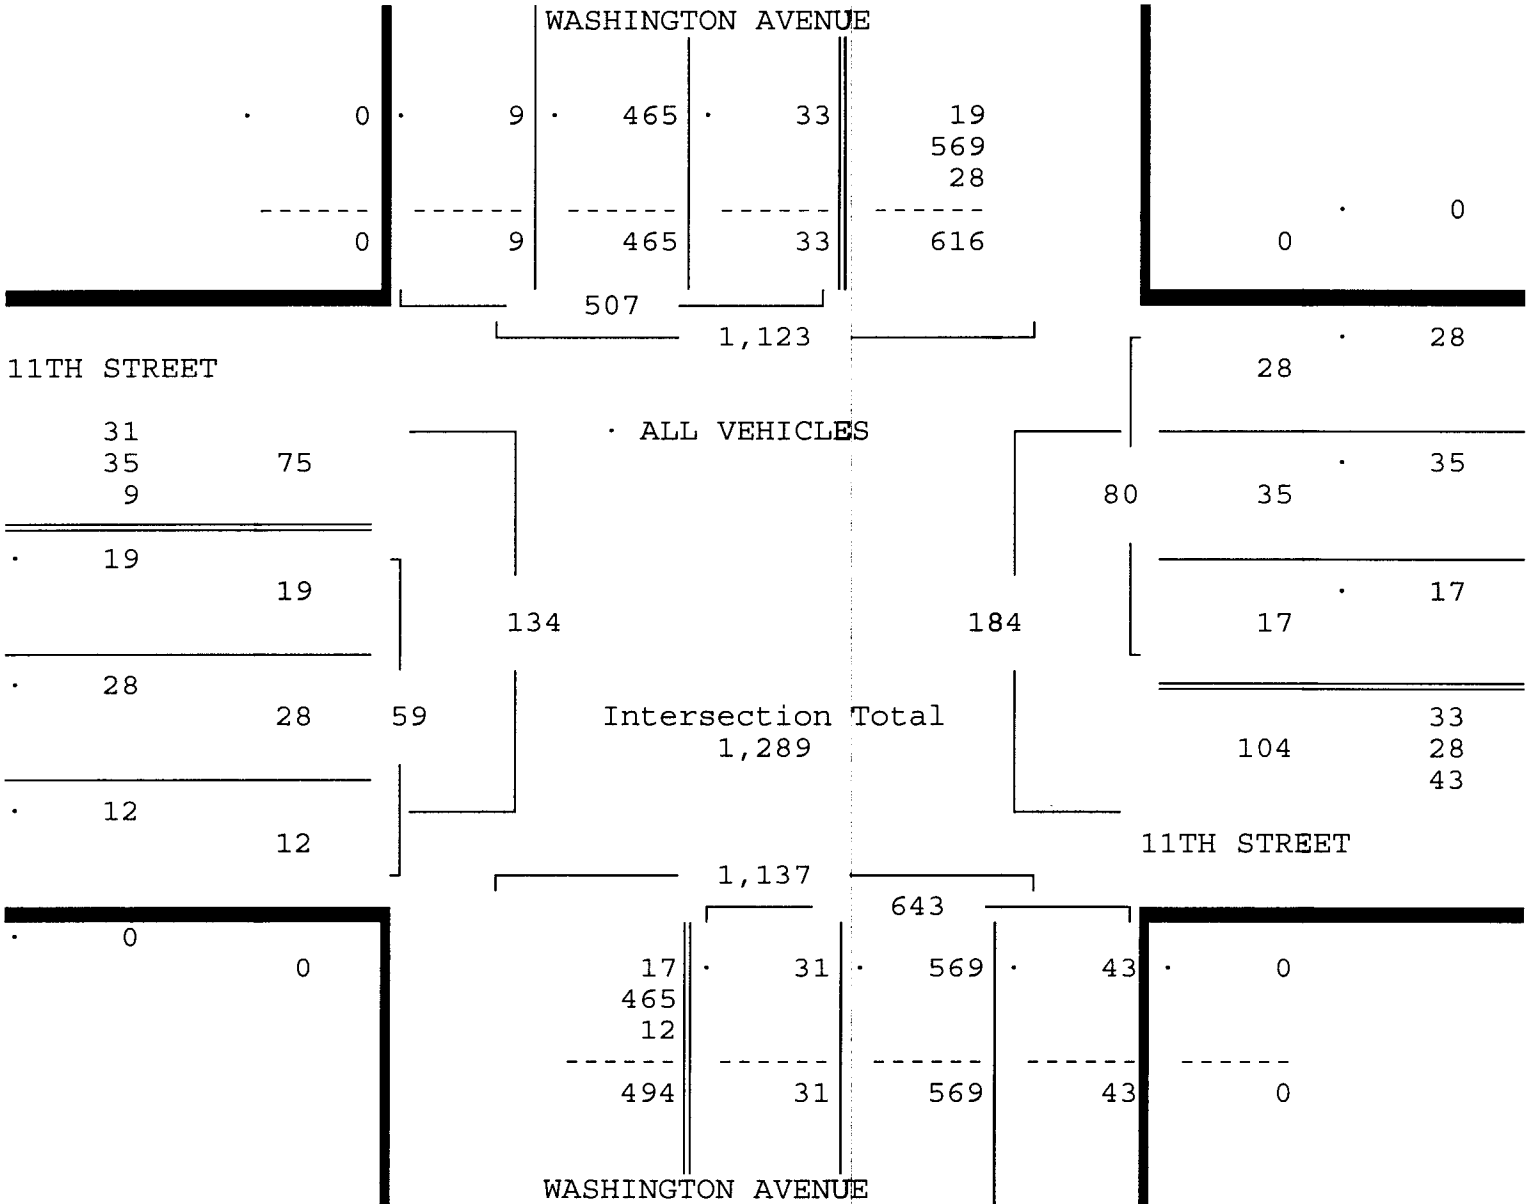 WASHINGTON AVENUE
· 0 · 9 · 465 · 33 19
569
28
------ ------ ------ ------ ------
· 0
0 9 465 33 616 0
507
1,123 · 28
11TH STREET 28
31 · ALL VEHICLES
35 75 · 35
9 80 35
· 19
19 · 17
134 184 17
· 28
28 59 Intersection Total 33
1,289 104 28
43
· 12
12 11TH STREET
1,137
643
· 0
0 17 · 31 · 569 · 43 · 0
465
12
------ ------ ------ ------ ------
494 31 569 43 0
WASHINGTON AVENUE